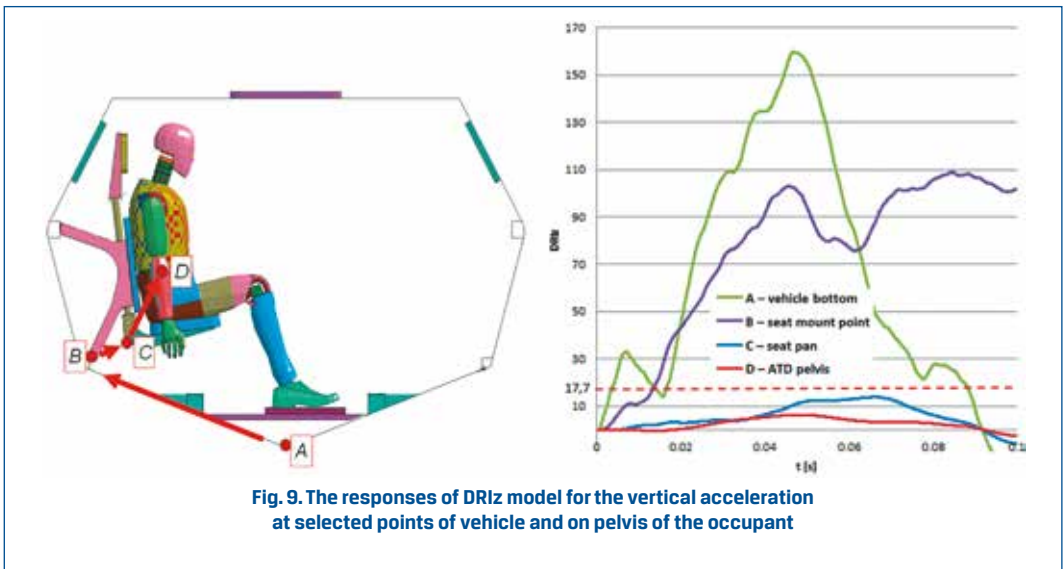 A
B
C
D
170
150
130
110
90
70
50
30
17,7
10
DRIz
A – vehicle bottom
B – seat mount point
C – seat pan
D – ATD pelvis
0 0.02 0.04 0.06 0.08 0.1
t [s]
Fig. 9. The responses of DRIz model for the vertical acceleration
at selected points of vehicle and on pelvis of the occupant